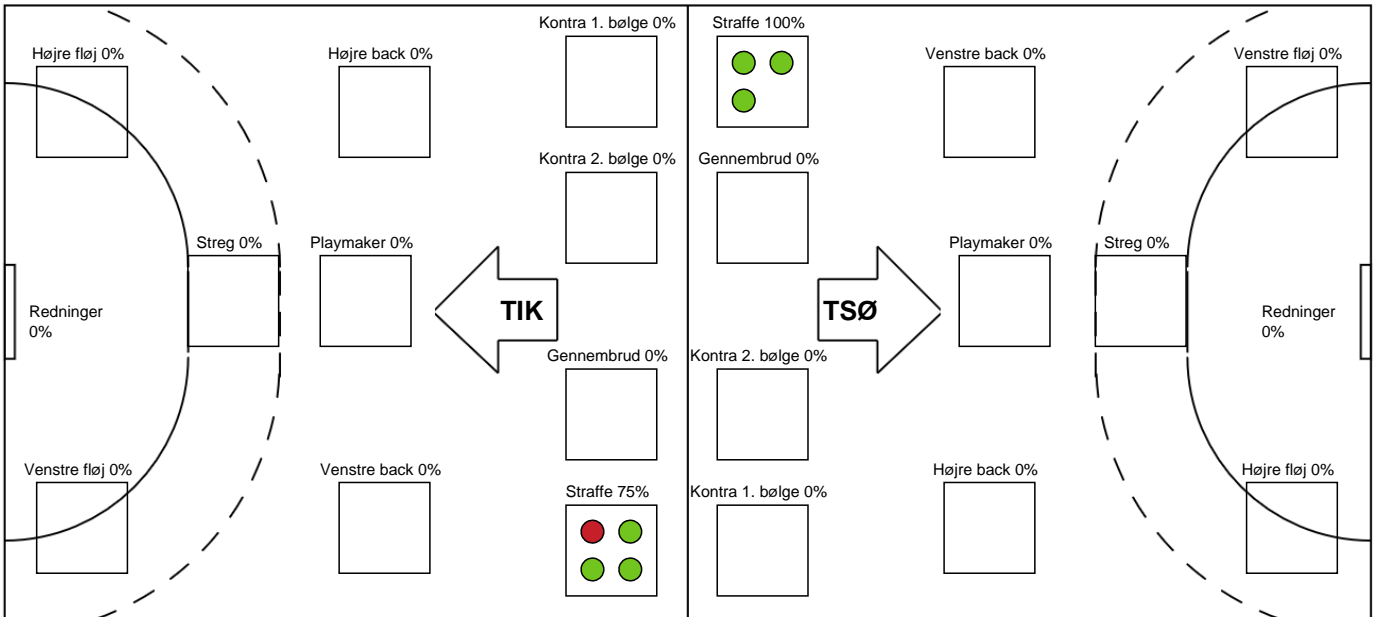 Kontra 1. bølge 0%
Straffe 100%
Højre fløj 0%
Højre back 0%
Venstre back 0%
Venstre fløj 0%
Kontra 2. bølge 0%
Gennembrud 0%
Streg 0%
Playmaker 0%
Playmaker 0%
Streg 0%
Redninger
0%
TIK
TSØ
Redninger
0%
Gennembrud 0%
Kontra 2. bølge 0%
Venstre fløj 0%
Venstre back 0%
Højre back 0%
Højre fløj 0%
Straffe 75%
Kontra 1. bølge 0%